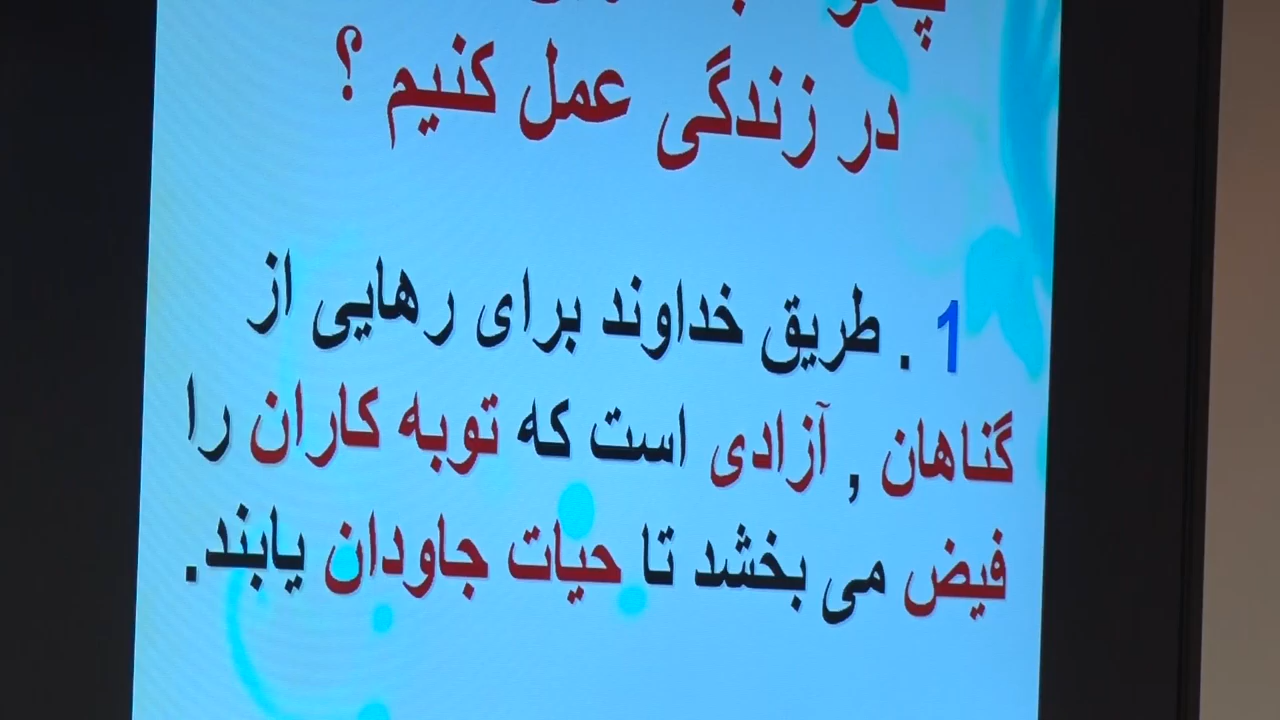 در زندگی عمل کنیم ؟
1 . طریق خداوند برای رهایی از
گناهان , آزادی است که توبه کاران را
فیض می بخشد تا حیات جاودان یابند.